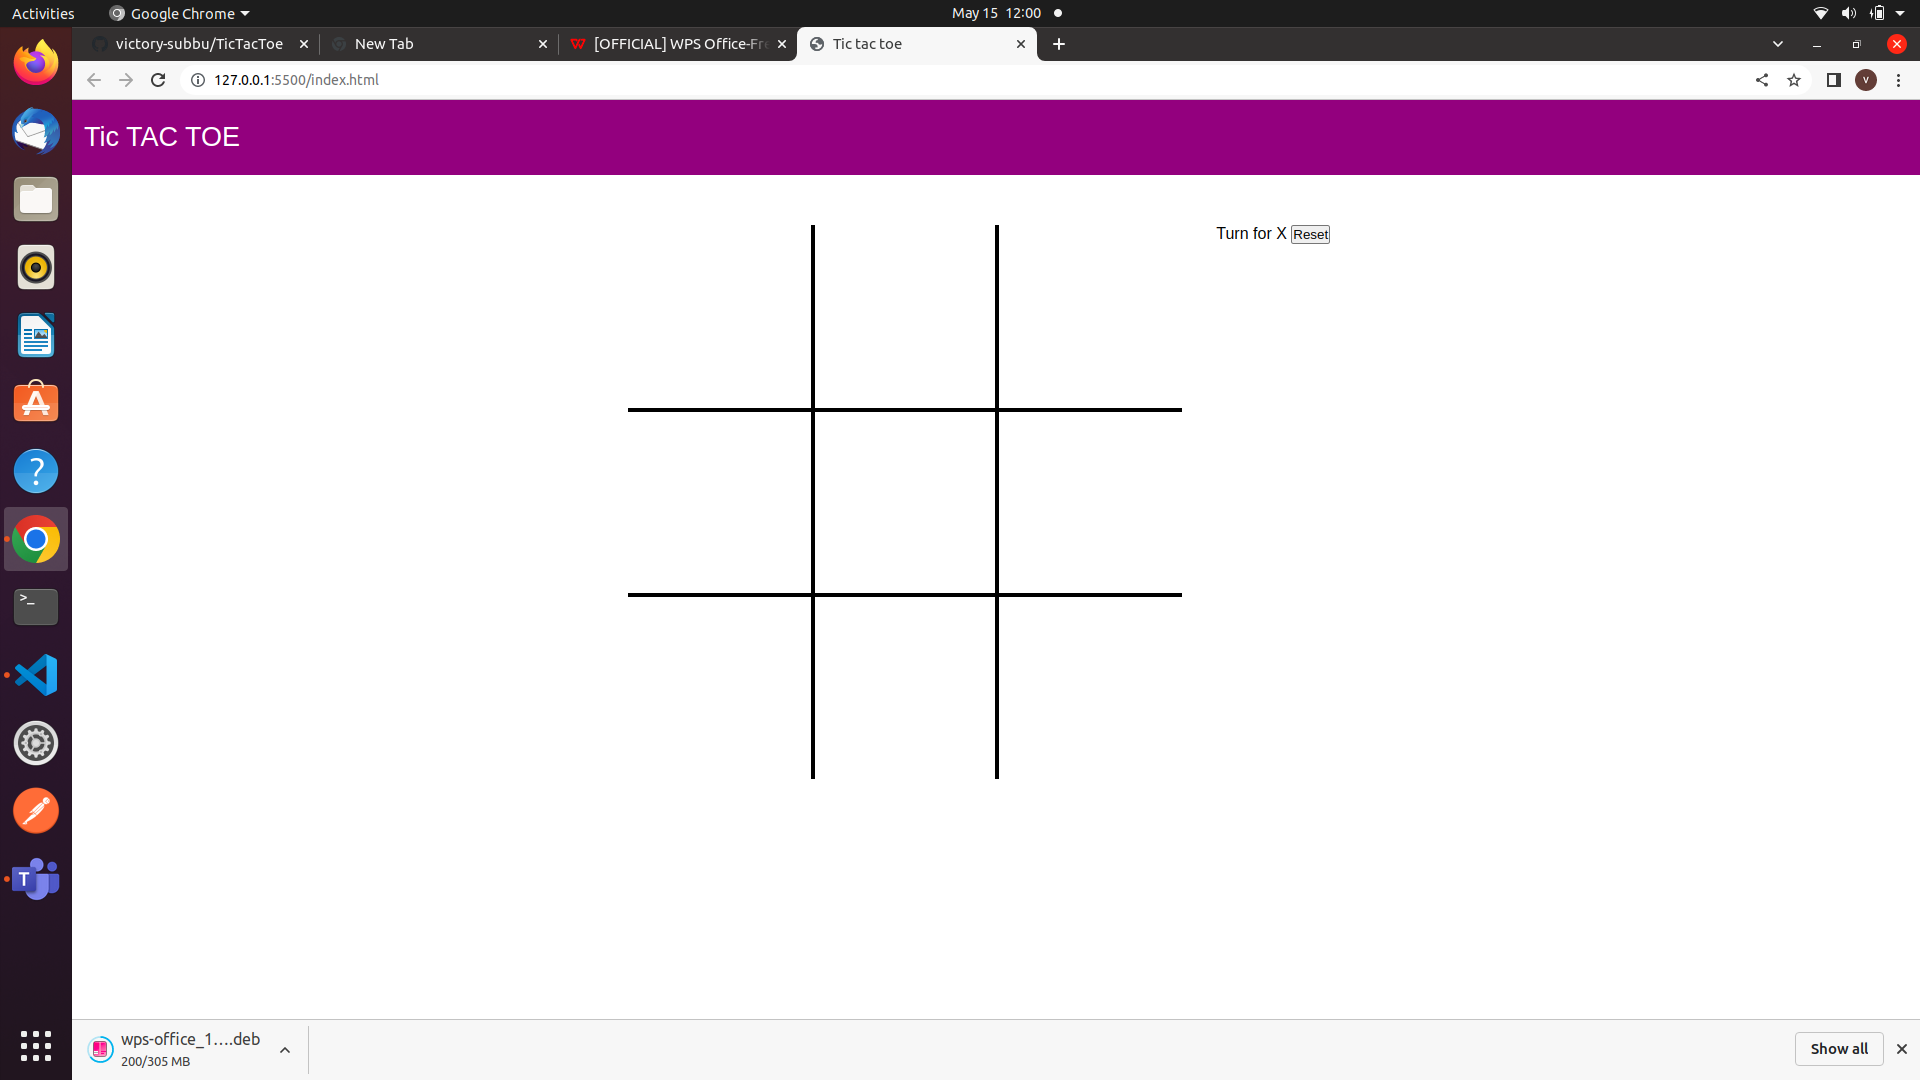 Activities
Google Chrome
May 15 12:00
victory-subbu/TicTacToe
New Tab
[OFFICIAL] WPS Office-Fre
Tic tac toe
127.0.0.1:5500/index.html
V
Tic TAC TOE
Turn for X Reset
>_
T
wps-office_1....deb
200/305 MB
Show all